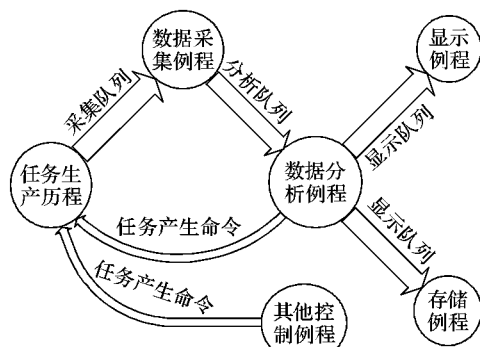 数据采
集例程
显示
例程
采集队列
分析队列
显示队列
任务生
产历程
数据分
析例程
任务产生命令
显示队列
任务产生命令
其他控
制例程
存储
例程